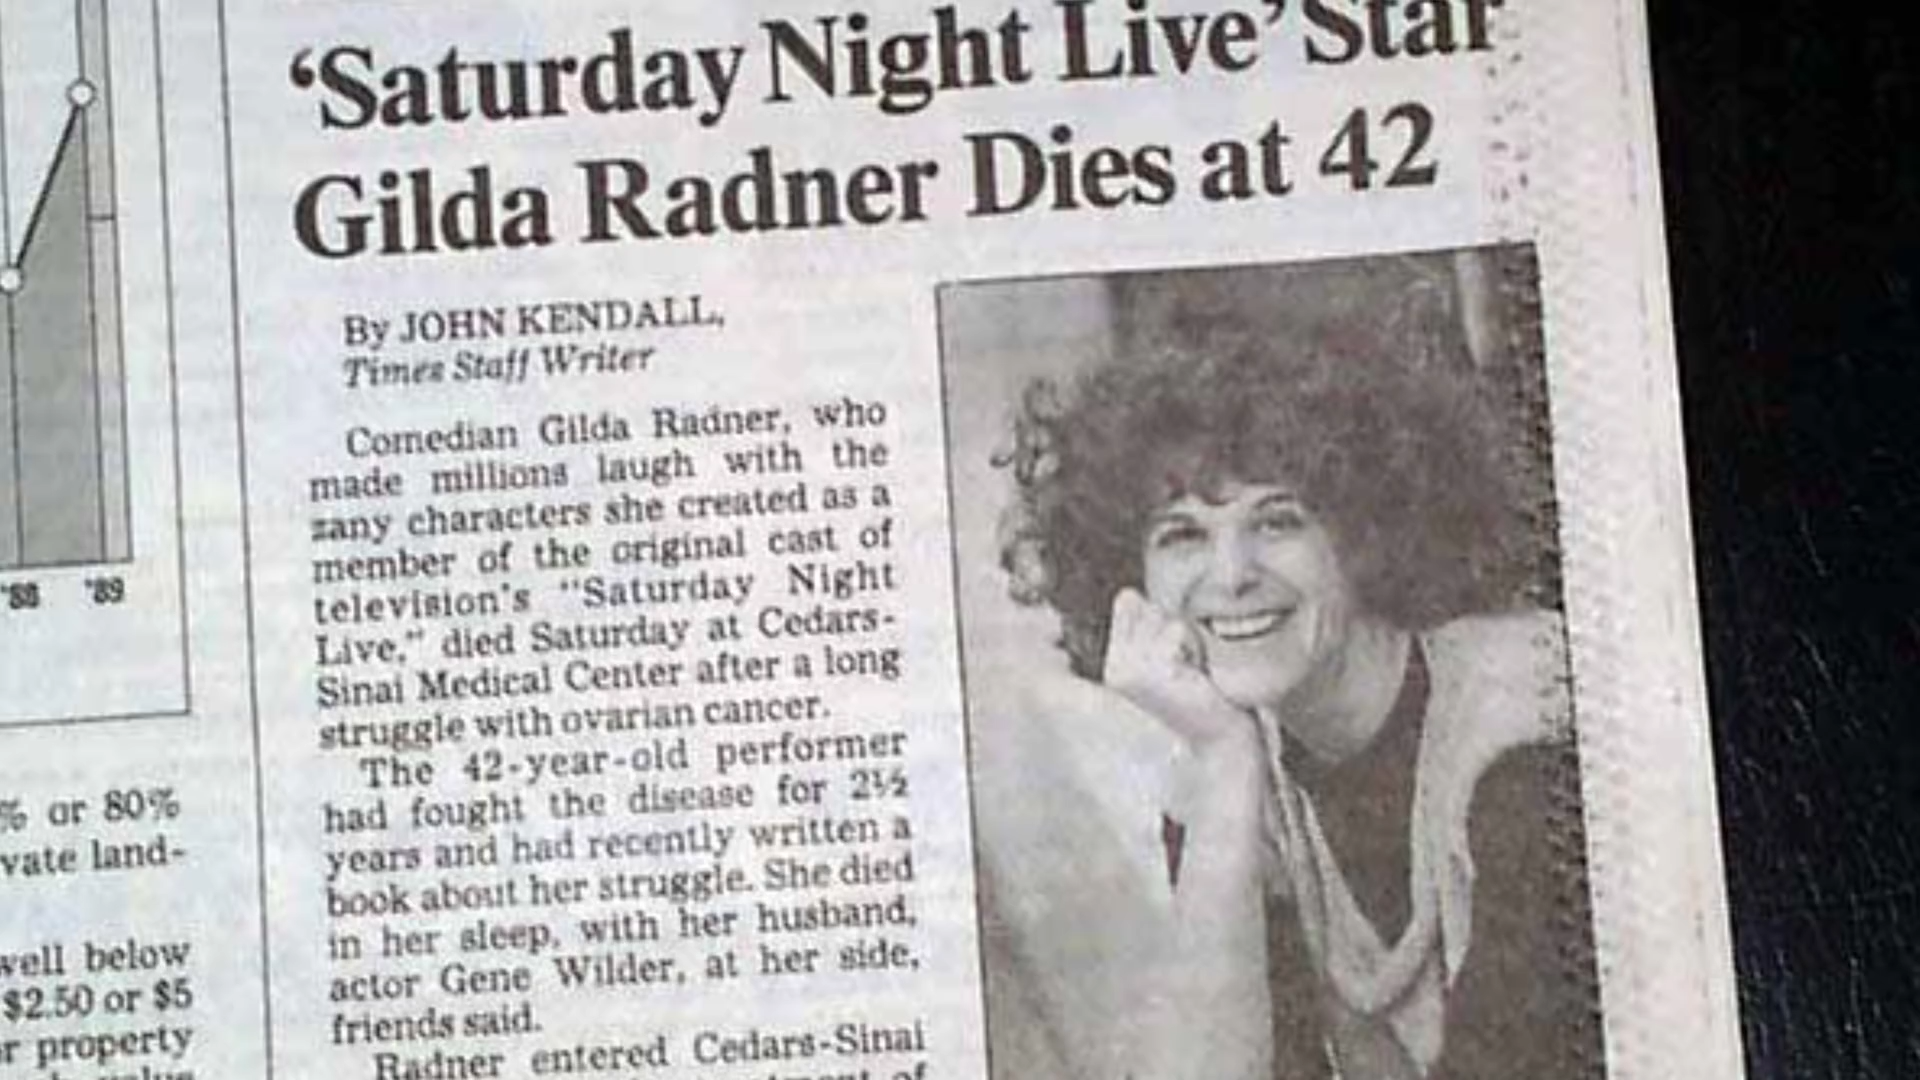 '88 '89
% or 80%
vate land-
well below
$2.50 or $5
r property
value
‘Saturday Night Live’ Star
Gilda Radner Dies at 42
By JOHN KENDALL,
Times Staff Writer
Comedian Gilda Radner, who
made millions laugh with the
zany characters she created as a
member of the original cast of
television's "Saturday Night
Live," died Saturday at Cedars-
Sinai Medical Center after a long
struggle with ovarian cancer.
The 42-year-old performer
had fought the disease for 2½
years and had recently written a
book about her struggle. She died
in her sleep, with her husband,
actor Gene Wilder, at her side,
friends said.
Radner entered Cedars-Sinai
of